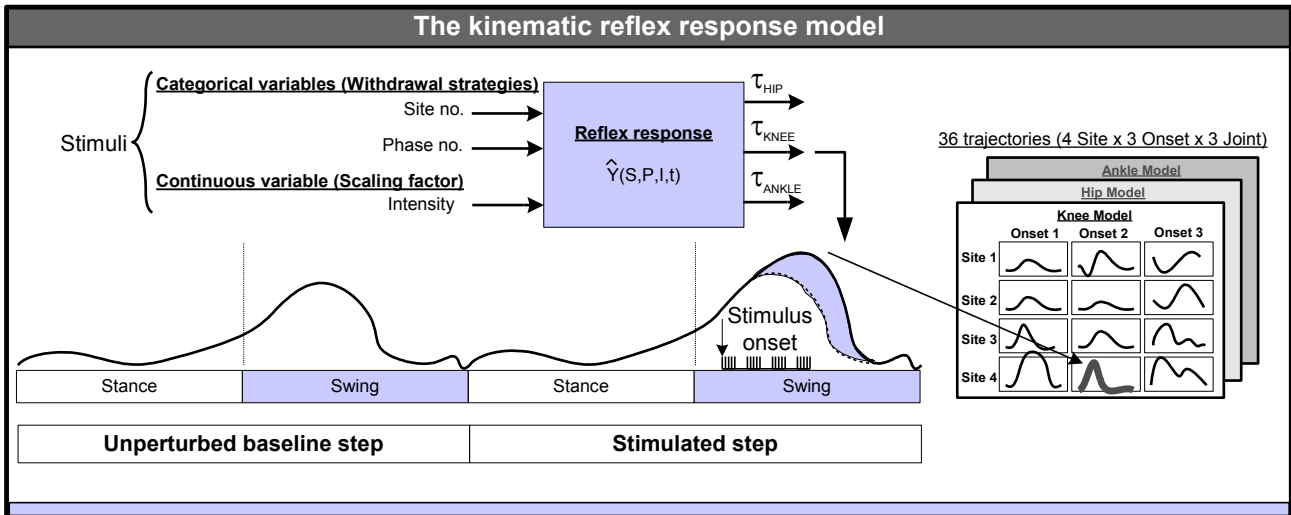 The kinematic reflex response model
Stimuli
Categorical variables (Withdrawal strategies)
Site no.
Phase no.
Continuous variable (Scaling factor)
Intensity
Reflex response
Ŷ(S,P,I,t)
τHIP
τKNEE
τANKLE
36 trajectories (4 Site x 3 Onset x 3 Joint)
Ankle Model
Hip Model
Knee Model
Onset 1 Onset 2 Onset 3
Site 1
Site 2
Site 3
Site 4
Stimulus
onset
Stance Swing Stance Swing
Unperturbed baseline step Stimulated step